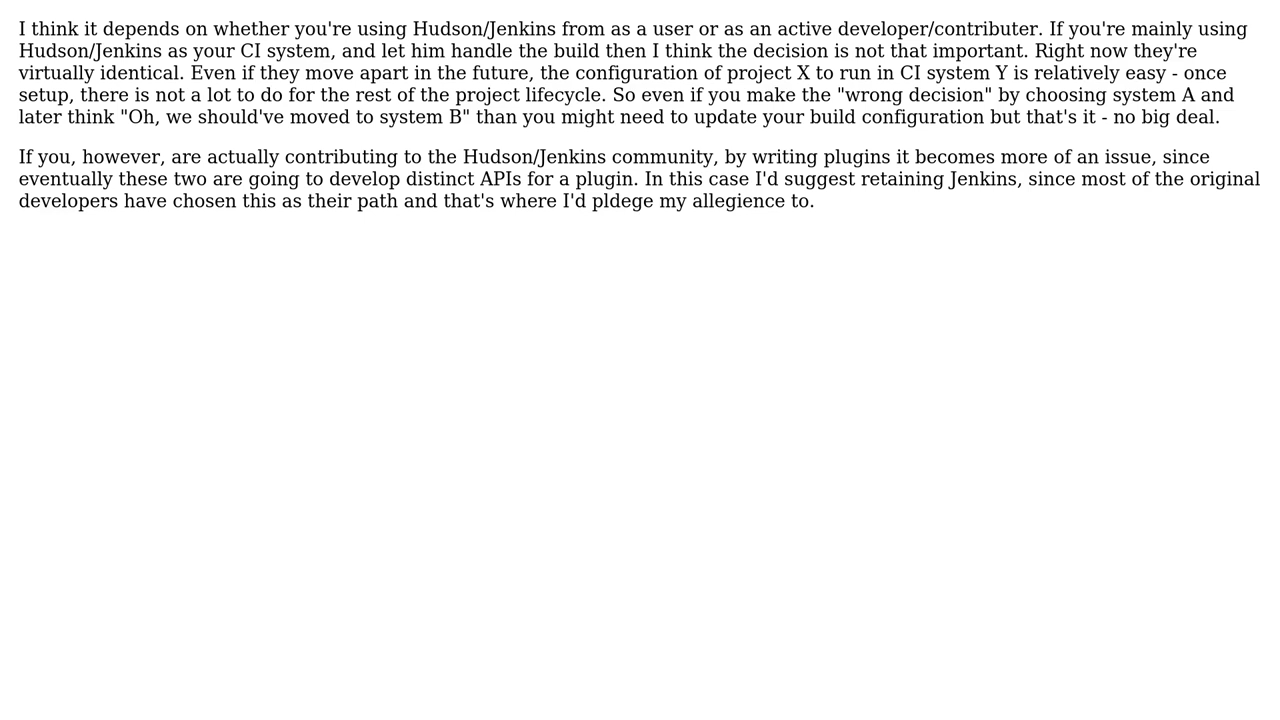 I think it depends on whether you're using Hudson/Jenkins from as a user or as an active developer/contributer. If you're mainly using
Hudson/Jenkins as your CI system, and let him handle the build then I think the decision is not that important. Right now they're
virtually identical. Even if they move apart in the future, the configuration of project X to run in CI system Y is relatively easy - once
setup, there is not a lot to do for the rest of the project lifecycle. So even if you make the "wrong decision" by choosing system A and
later think "Oh, we should've moved to system B" than you might need to update your build configuration but that's it - no big deal.
If you, however, are actually contributing to the Hudson/Jenkins community, by writing plugins it becomes more of an issue, since
eventually these two are going to develop distinct APIs for a plugin. In this case I'd suggest retaining Jenkins, since most of the original
developers have chosen this as their path and that's where I'd pldege my allegience to.